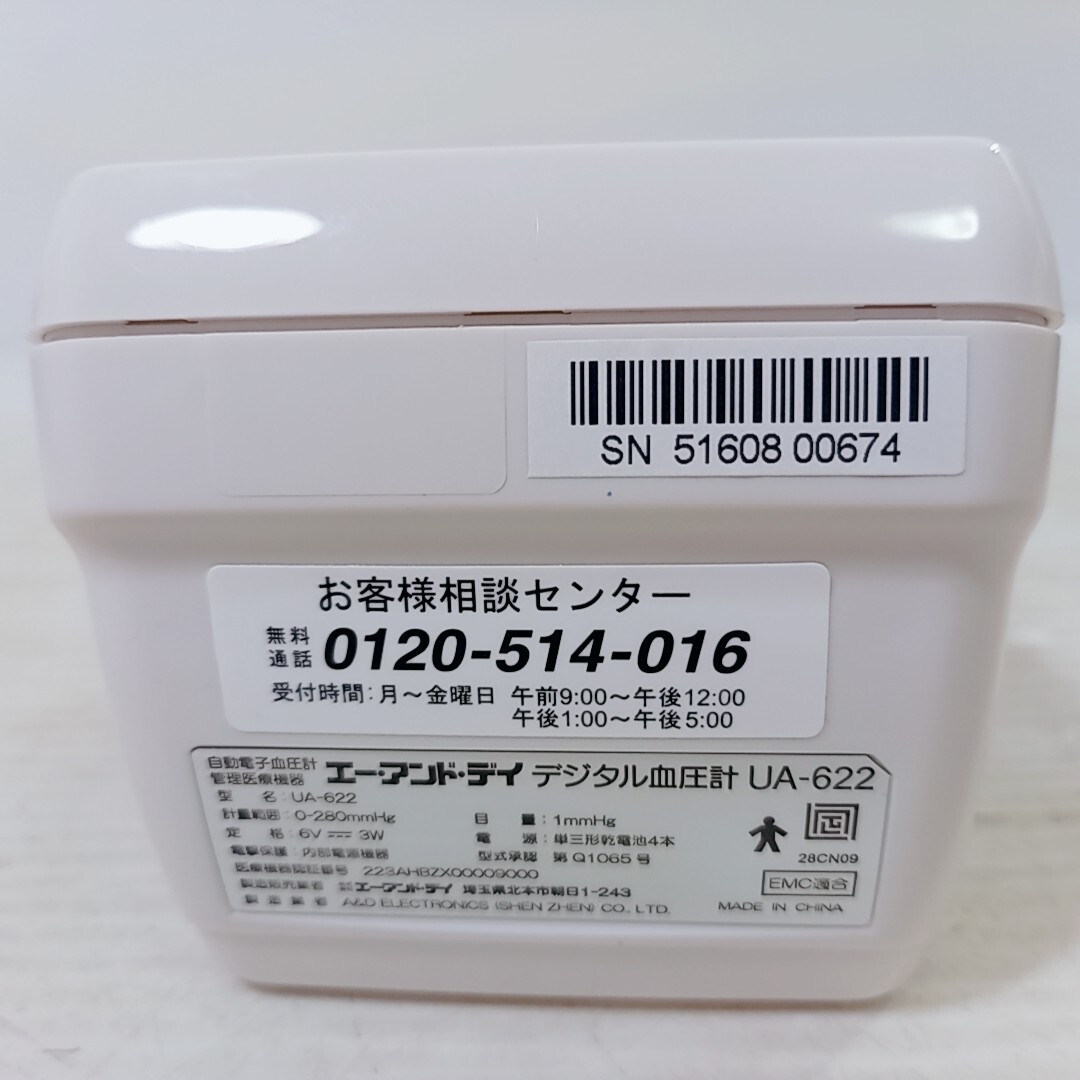 SN 51608 00674
お客様相談センター
無料通話 0120-514-016
受付時間:月～金曜日 午前9:00～午後12:00
午後1:00～午後5:00
自動電子血圧計
管理医療機器 エー・アンド・デイ デジタル血圧計 UA-622
型 名:UA-622
計量範囲:0-280mmHg 目 量:1mmHg
定 格:6V 3W 電 源:単三形乾電池4本
電撃保護:内部電源機器 型式承認 第Q1065号
医療機器認証番号 223AHBZX00009000
製造販売業者 株式会社エー・アンド・デイ 埼玉県北本市朝日1-243
製造業者 A&D ELECTRONICS (SHEN ZHEN) CO., LTD.
28CN09
EMC適合
MADE IN CHINA